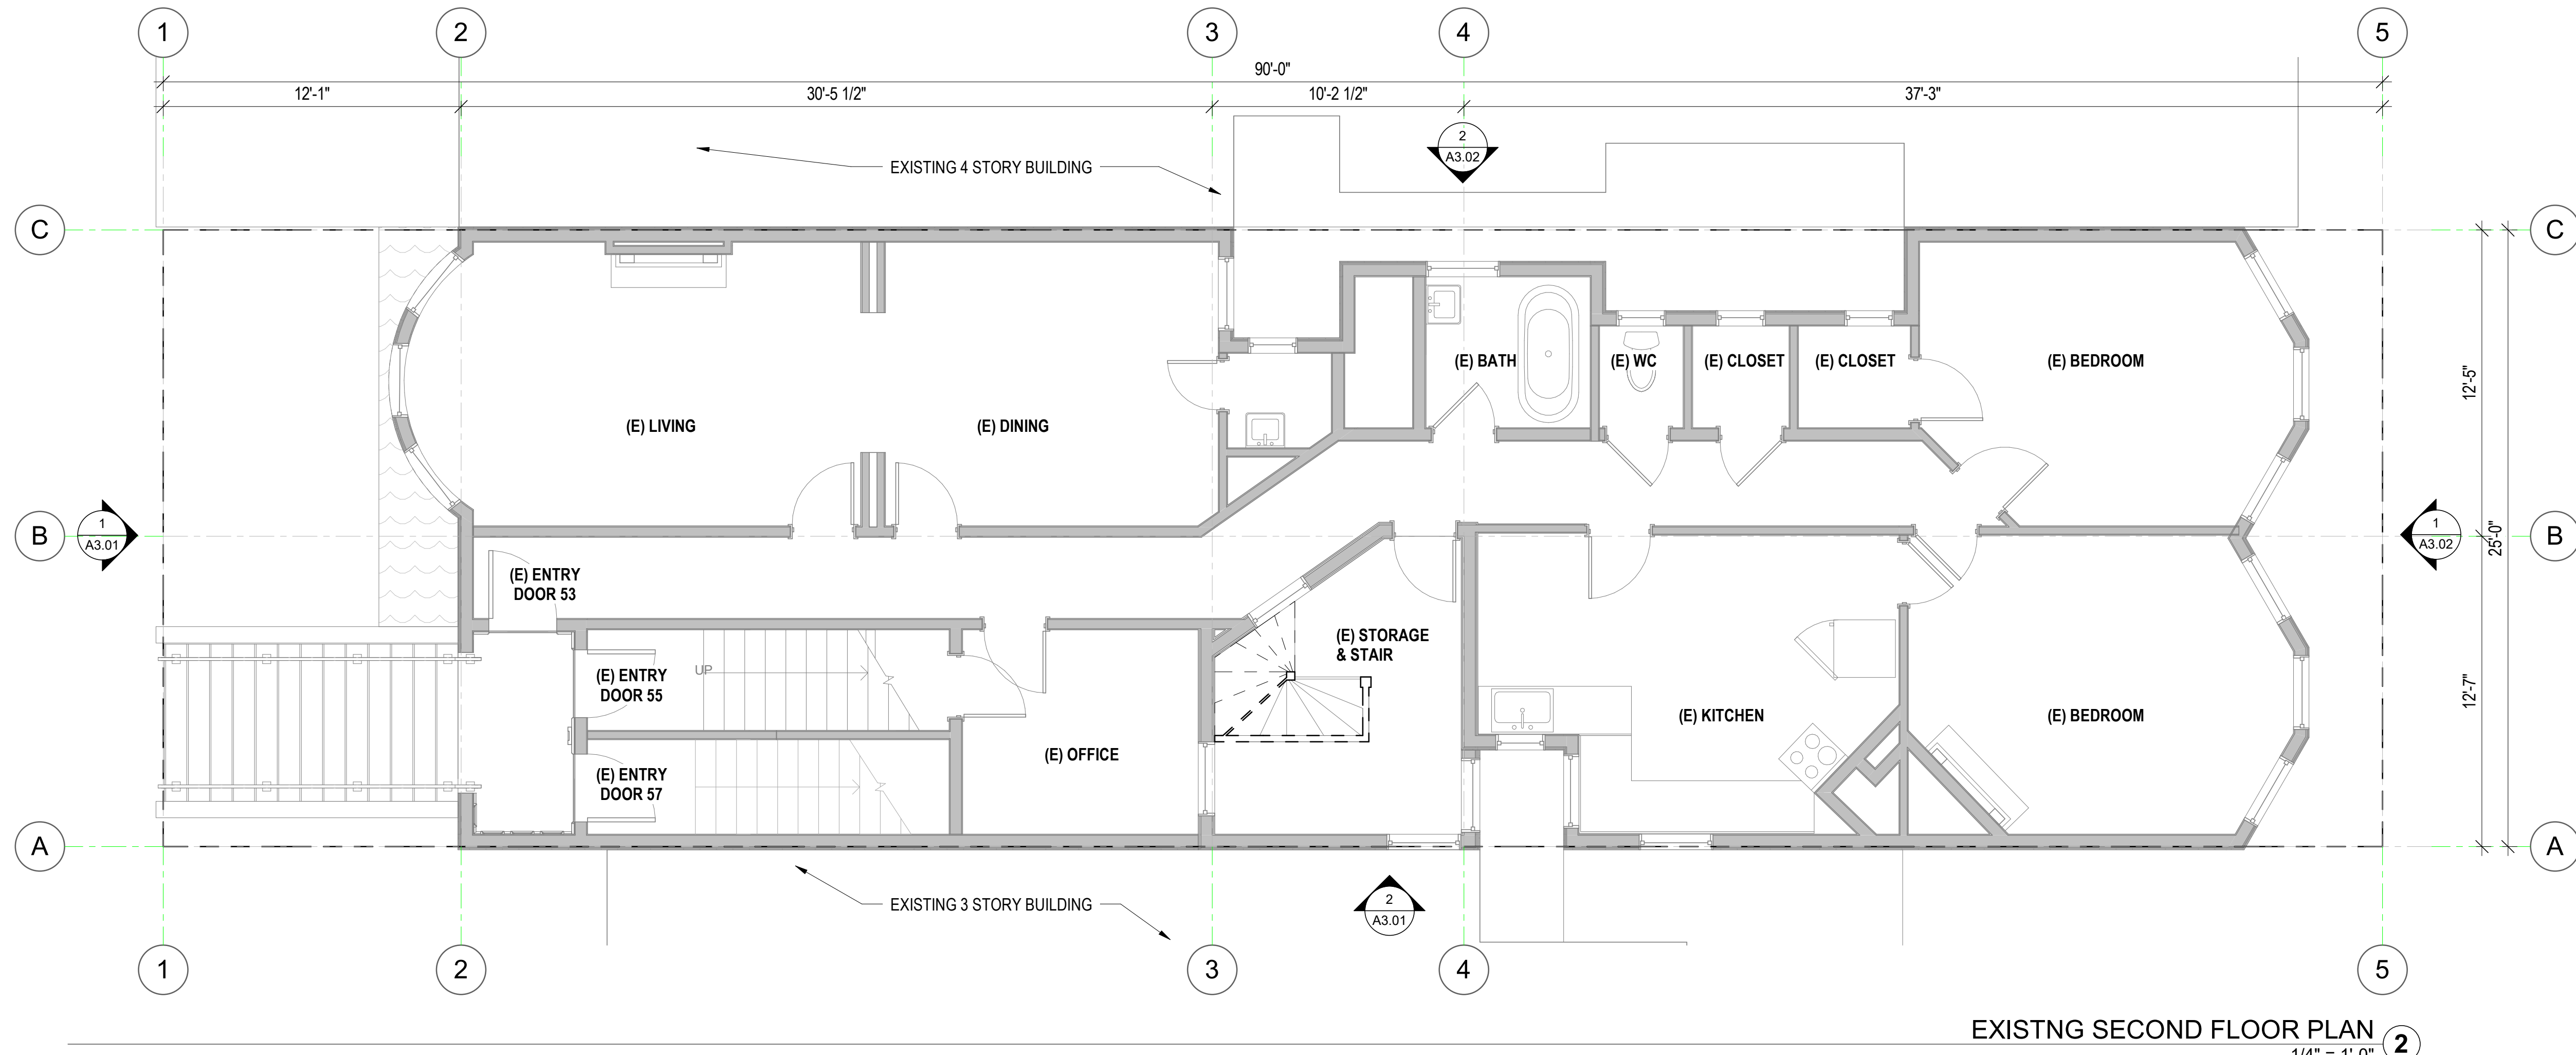 1
2
3
4
5
90'-0"
12'-1"
30'-5 1/2"
10'-2 1/2"
37'-3"
2
A3.02
EXISTING 4 STORY BUILDING
C
C
(E) BATH
(E) WC
(E) CLOSET
(E) CLOSET
(E) BEDROOM
12'-5"
(E) LIVING
(E) DINING
B
1
A3.01
1
A3.02
25'-0"
B
(E) ENTRY
DOOR 53
(E) STORAGE
& STAIR
UP
(E) ENTRY
DOOR 55
(E) KITCHEN
(E) BEDROOM
12'-7"
(E) OFFICE
(E) ENTRY
DOOR 57
A
A
EXISTING 3 STORY BUILDING
2
A3.01
1
2
3
4
5
EXISTNG SECOND FLOOR PLAN
2
1/4" = 1'-0"